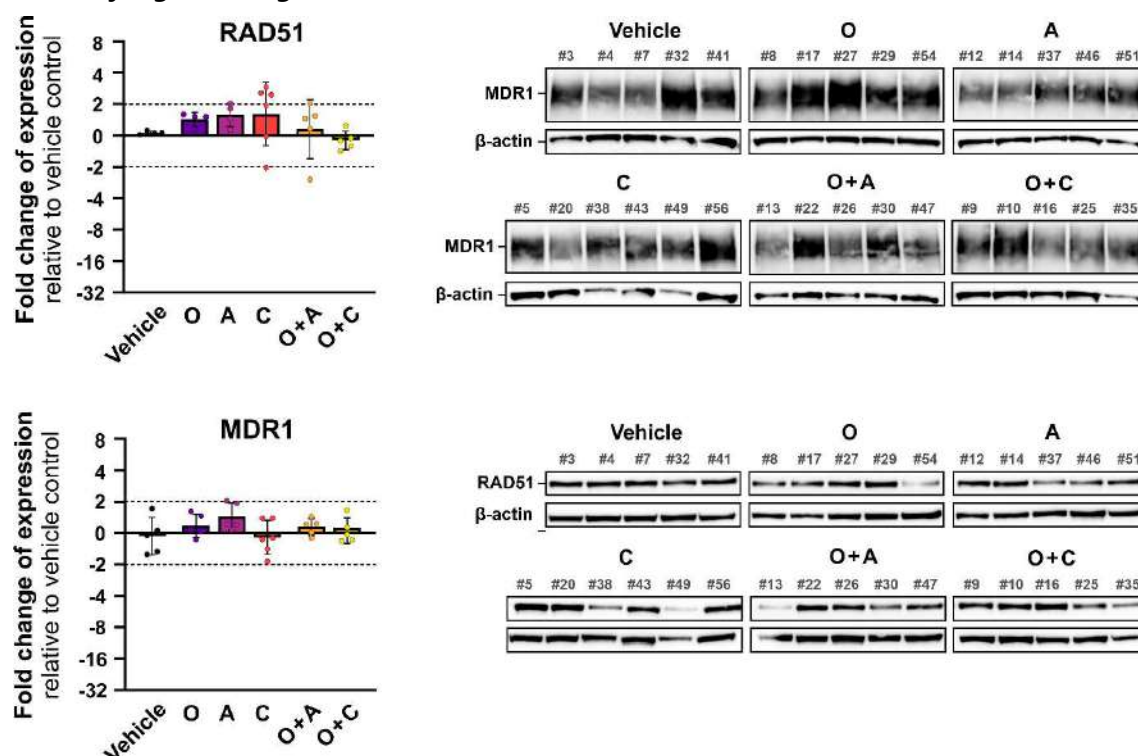 RAD51
Fold change of expression
relative to vehicle control
8
4
2
0
-2
-4
-8
-16
-32
Vehicle O A C O+A O+C
Vehicle O A
#3 #4 #7 #32 #41 #8 #17 #27 #29 #54 #12 #14 #37 #46 #51
MDR1
β-actin
C O+A O+C
#5 #20 #38 #43 #49 #56 #13 #22 #26 #30 #47 #9 #10 #16 #25 #35
MDR1
β-actin
MDR1
Fold change of expression
relative to vehicle control
8
4
2
0
-2
-4
-8
-16
-32
Vehicle O A C O+A O+C
Vehicle O A
#3 #4 #7 #32 #41 #8 #17 #27 #29 #54 #12 #14 #37 #46 #51
RAD51
β-actin
C O+A O+C
#5 #20 #38 #43 #49 #56 #13 #22 #26 #30 #47 #9 #10 #16 #25 #35